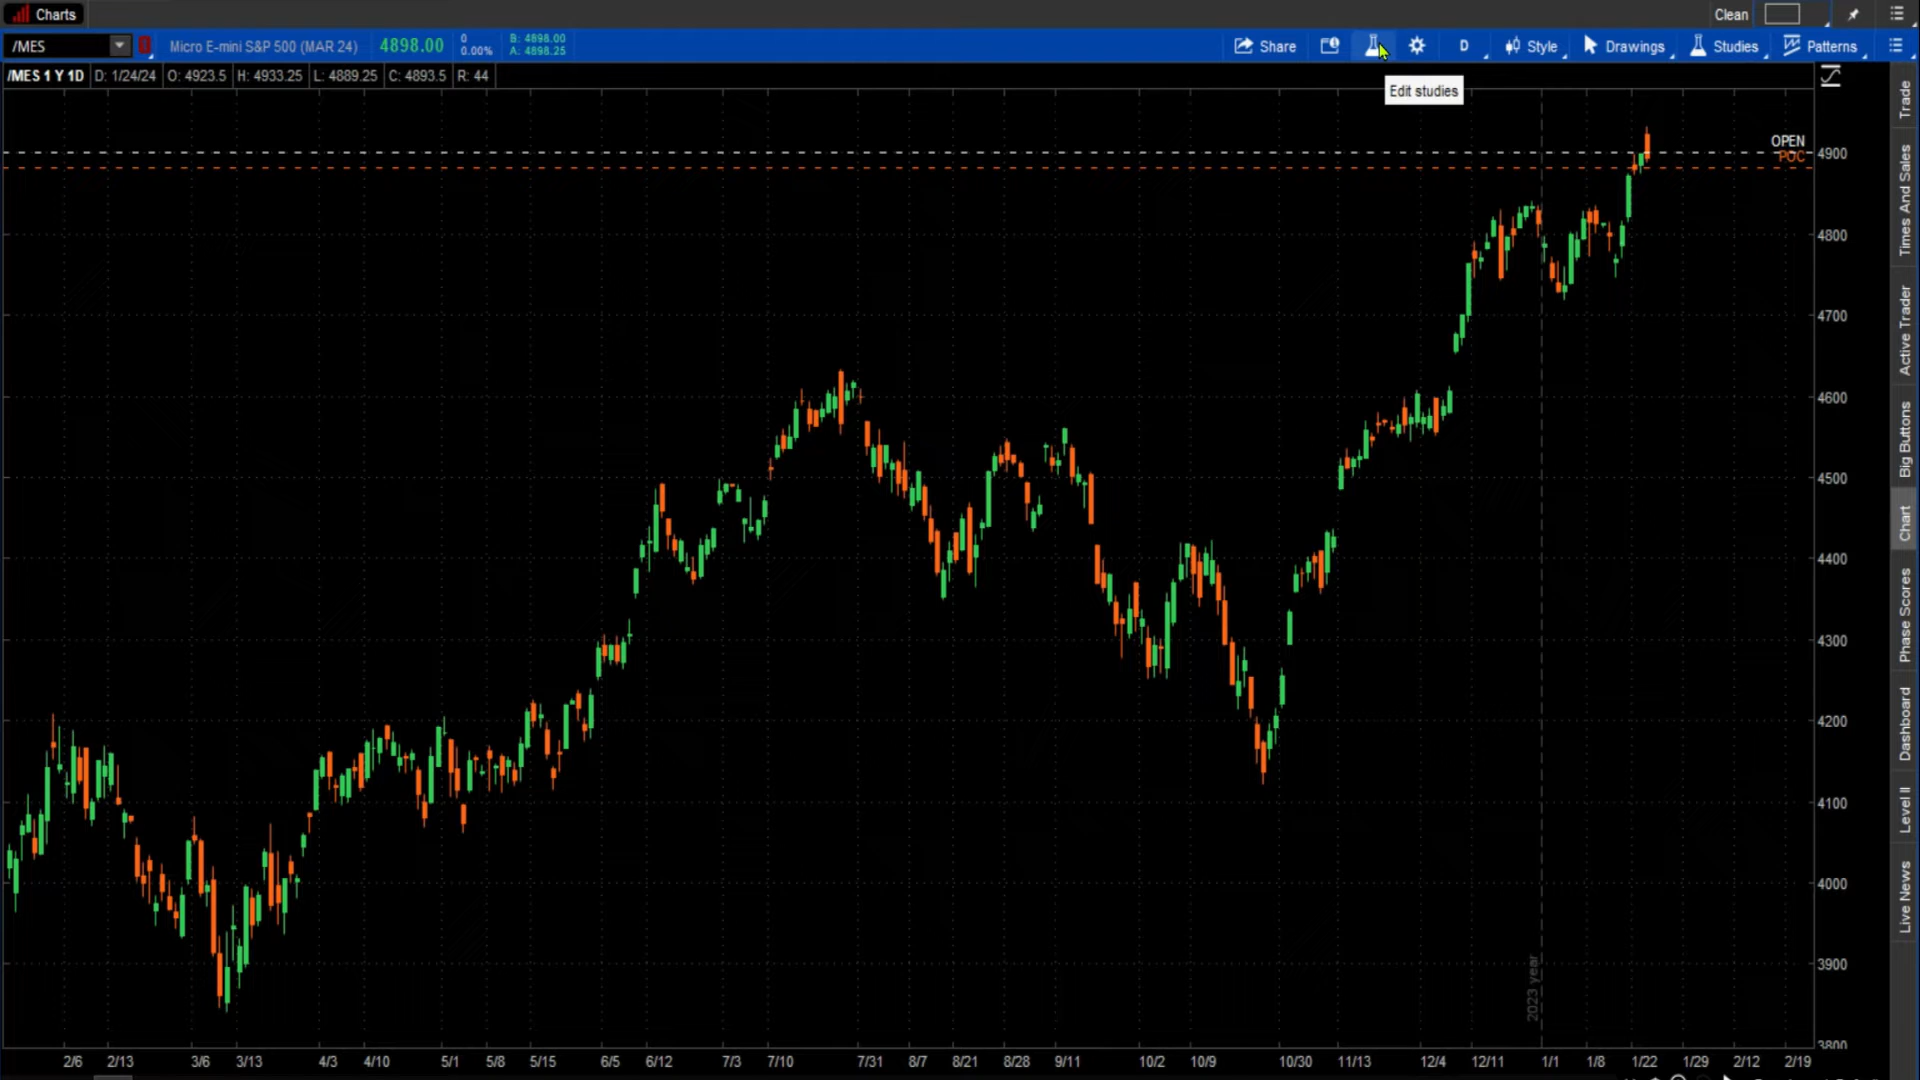 Charts
Clean
/MES
Micro E-mini S&P 500 (MAR 24)
4898.00
0
0.00%
B: 4898.00
A: 4898.25
Share
D
Style
Drawings
Studies
Patterns
/MES 1 Y 1D
D: 1/24/24
O: 4923.5
H: 4933.25
L: 4889.25
C: 4893.5
R: 44
Edit studies
OPEN
POC
4900
4800
4700
4600
4500
4400
4300
4200
4100
4000
3900
3800
2023 year
2/6
2/13
3/6
3/13
4/3
4/10
5/1
5/8
5/15
6/5
6/12
7/3
7/10
7/31
8/7
8/21
8/28
9/11
10/2
10/9
10/30
11/13
12/4
12/11
1/1
1/8
1/22
1/29
2/12
2/19
Trade
Times And Sales
Active Trader
Big Buttons
Chart
Phase Scores
Dashboard
Level II
Live News